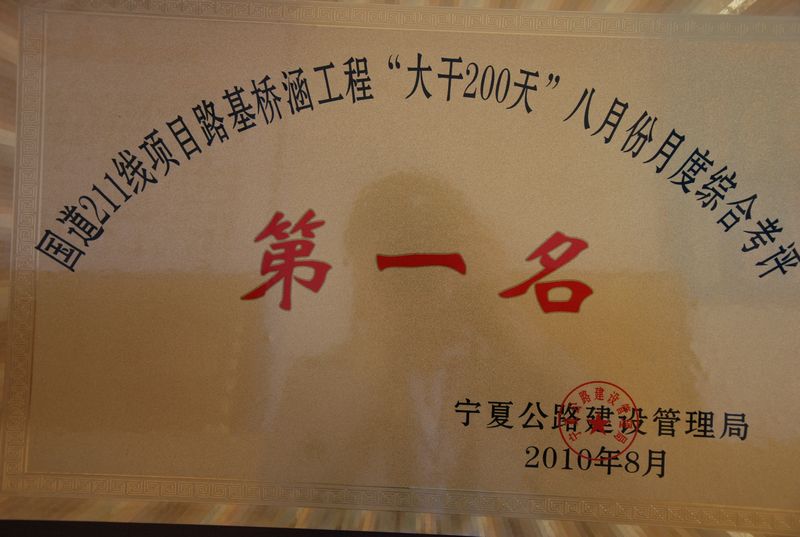 国道211线项目路基桥涵工程“大干200天”八月份月度综合考评
第一名
宁夏公路建设管理局
2010年8月